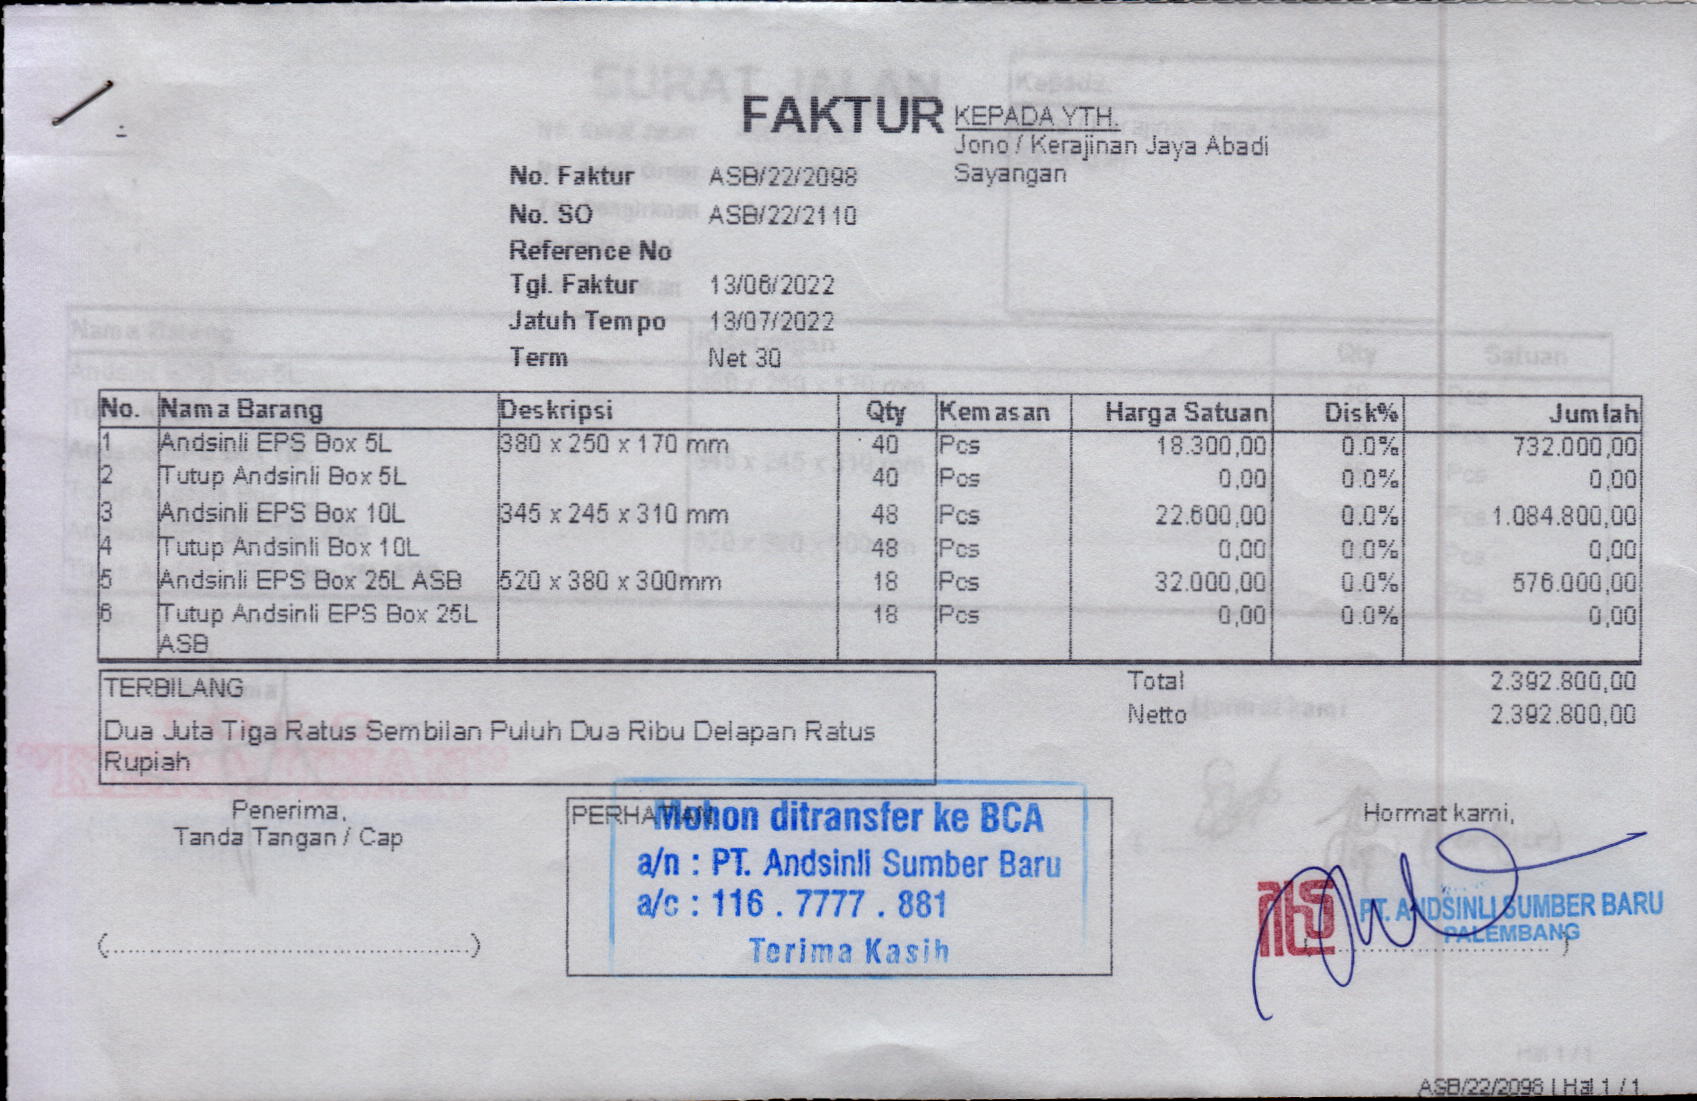 FAKTUR
KEPADA YTH.
Jono / Kerajinan Jaya Abadi
Sayangan
No. Faktur ASB/22/2098
No. SO ASB/22/2110
Reference No
Tgl. Faktur 13/06/2022
Jatuh Tempo 13/07/2022
Term Net 30
No. Nama Barang Deskripsi Qty Kemasan Harga Satuan Disk% Jumlah
1 Andsinli EPS Box 5L 380 x 250 x 170 mm 40 Pcs 18.300,00 0.0% 732.000,00
2 Tutup Andsinli Box 5L 40 Pcs 0,00 0.0% 0,00
3 Andsinli EPS Box 10L 345 x 245 x 310 mm 48 Pcs 22.600,00 0.0% 1.084.800,00
4 Tutup Andsinli Box 10L 48 Pcs 0,00 0.0% 0,00
5 Andsinli EPS Box 25L ASB 520 x 380 x 300mm 18 Pcs 32.000,00 0.0% 576.000,00
6 Tutup Andsinli EPS Box 25L 18 Pcs 0,00 0.0% 0,00
ASB
TERBILANG
Dua Juta Tiga Ratus Sembilan Puluh Dua Ribu Delapan Ratus
Rupiah
Total 2.392.800,00
Netto 2.392.800,00
Penerima,
Tanda Tangan / Cap
(........................................)
PERHATIAN
Mohon ditransfer ke BCA
a/n : PT. Andsinli Sumber Baru
a/c : 116 . 7777 . 881
Terima Kasih
Hormat kami,
PT. ANDSINLI SUMBER BARU
PALEMBANG
ASB/22/2098 | Hal 1 / 1